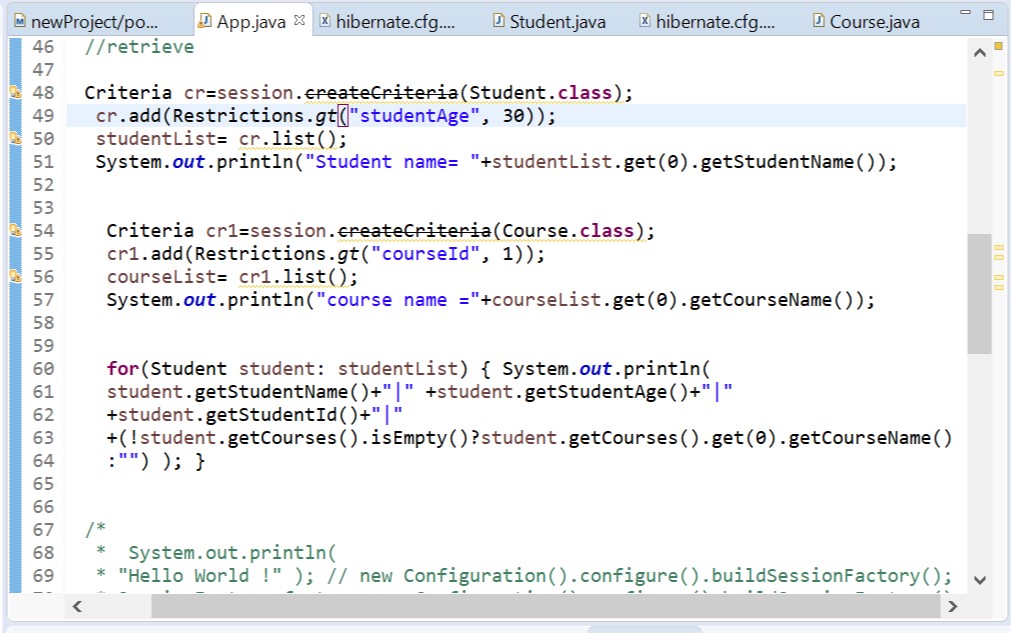 newProject/po... App.java hibernate.cfg.... Student.java hibernate.cfg.... Course.java
46 //retrieve
47
48 Criteria cr=session.createCriteria(Student.class);
49 cr.add(Restrictions.gt("studentAge", 30));
50 studentList= cr.list();
51 System.out.println("Student name= "+studentList.get(0).getStudentName());
52
53
54 Criteria cr1=session.createCriteria(Course.class);
55 cr1.add(Restrictions.gt("courseId", 1));
56 courseList= cr1.list();
57 System.out.println("course name ="+courseList.get(0).getCourseName());
58
59
60 for(Student student: studentList) { System.out.println(
61 student.getStudentName()+"|" +student.getStudentAge()+"|"
62 +student.getStudentId()+"|"
63 +(!student.getCourses().isEmpty()?student.getCourses().get(0).getCourseName()
64 :"") ); }
65
66
67 /*
68 * System.out.println(
69 * "Hello World !" ); // new Configuration().configure().buildSessionFactory();